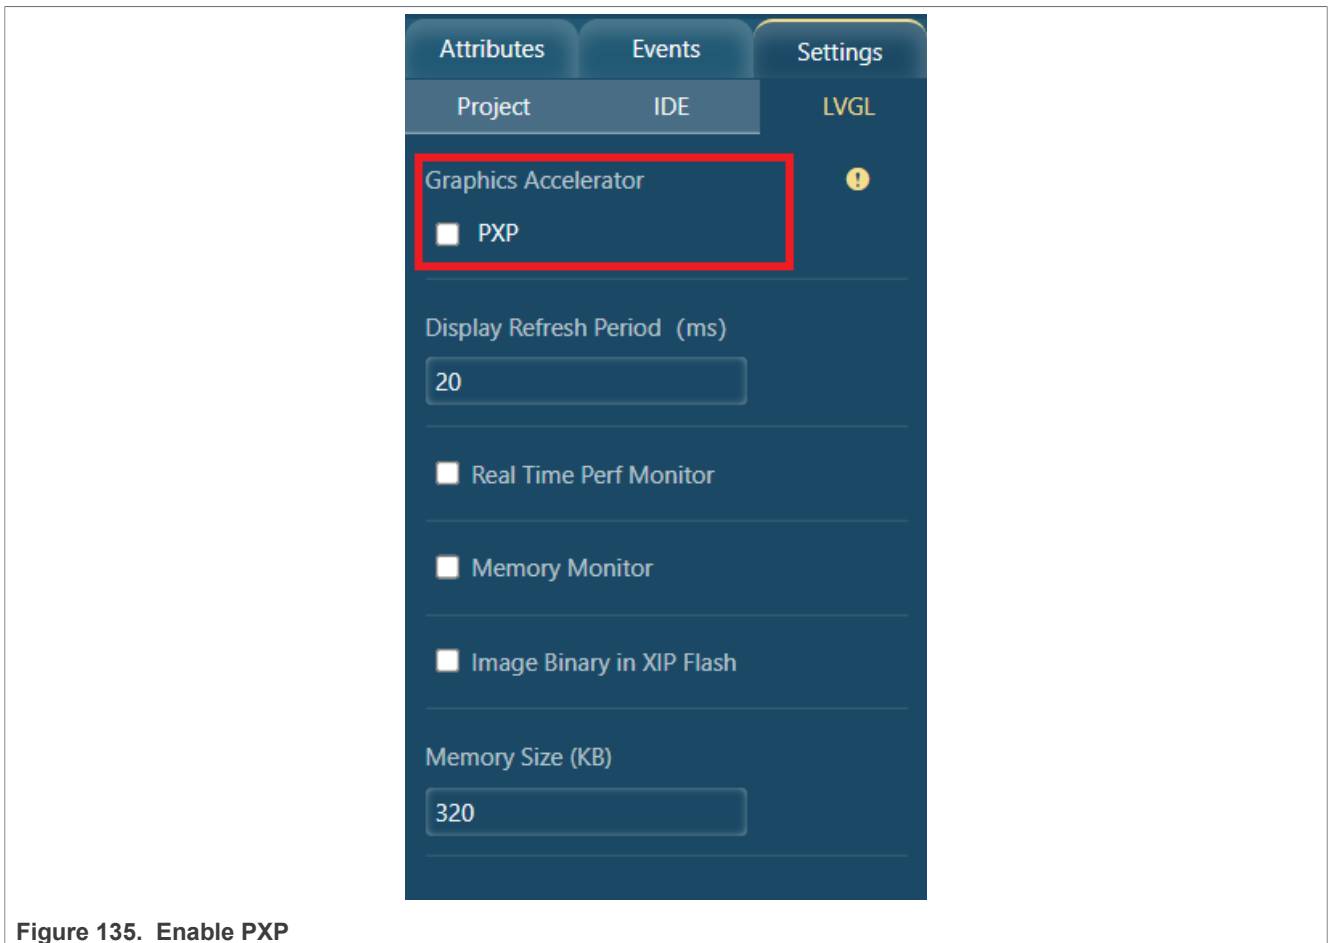 Attributes Events Settings
Project IDE LVGL
Graphics Accelerator !
PXP
Display Refresh Period (ms)
20
Real Time Perf Monitor
Memory Monitor
Image Binary in XIP Flash
Memory Size (KB)
320
Figure 135. Enable PXP